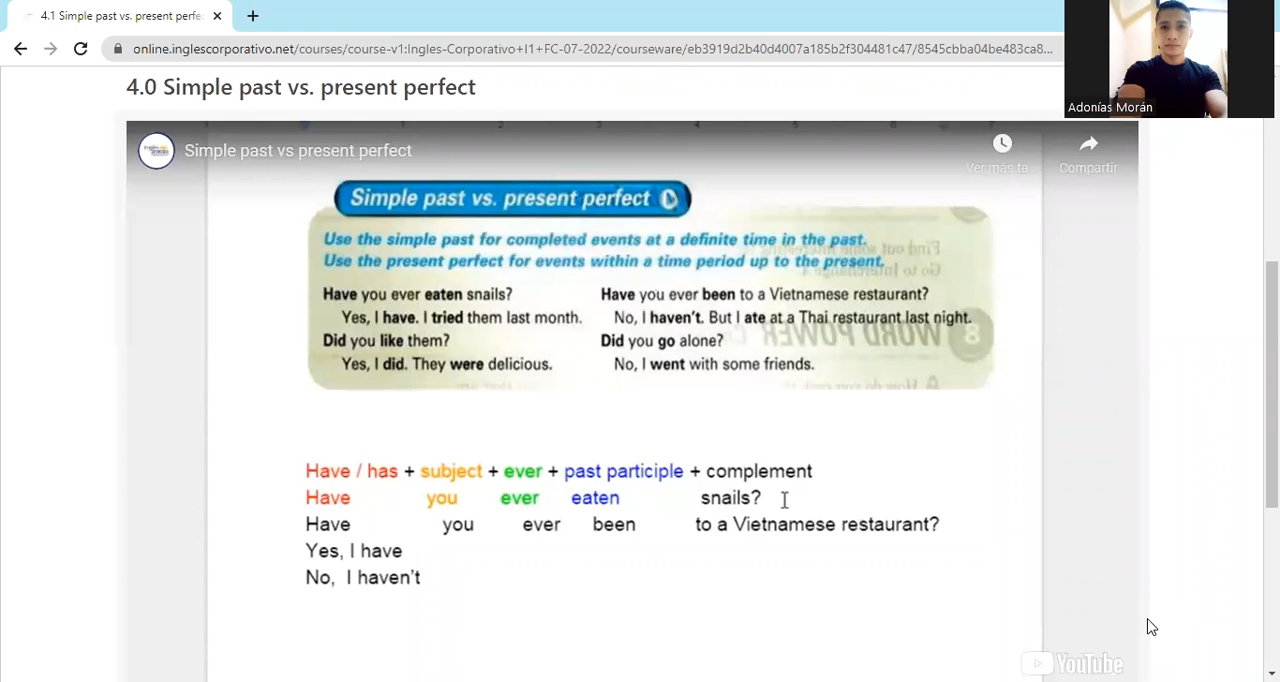 4.1 Simple past vs. present perfe
online.inglescorporativo.net/courses/course-v1:Ingles-Corporativo+I1+FC-07-2022/courseware/eb3919d2b40d4007a185b2f304481c47/8545cbba04be483ca8...
Adonías Morán
4.0 Simple past vs. present perfect
Simple past vs present perfect
Ver más ta
Compartir
Simple past vs. present perfect
Use the simple past for completed events at a definite time in the past.
Use the present perfect for events within a time period up to the present.
Have you ever eaten snails?
Yes, I have. I tried them last month.
Did you like them?
Yes, I did. They were delicious.
Have you ever been to a Vietnamese restaurant?
No, I haven't. But I ate at a Thai restaurant last night.
Did you go alone?
No, I went with some friends.
WORD POWER
8
Have / has + subject + ever + past participle + complement
Have you ever eaten snails?
Have you ever been to a Vietnamese restaurant?
Yes, I have
No, I haven't
YouTube